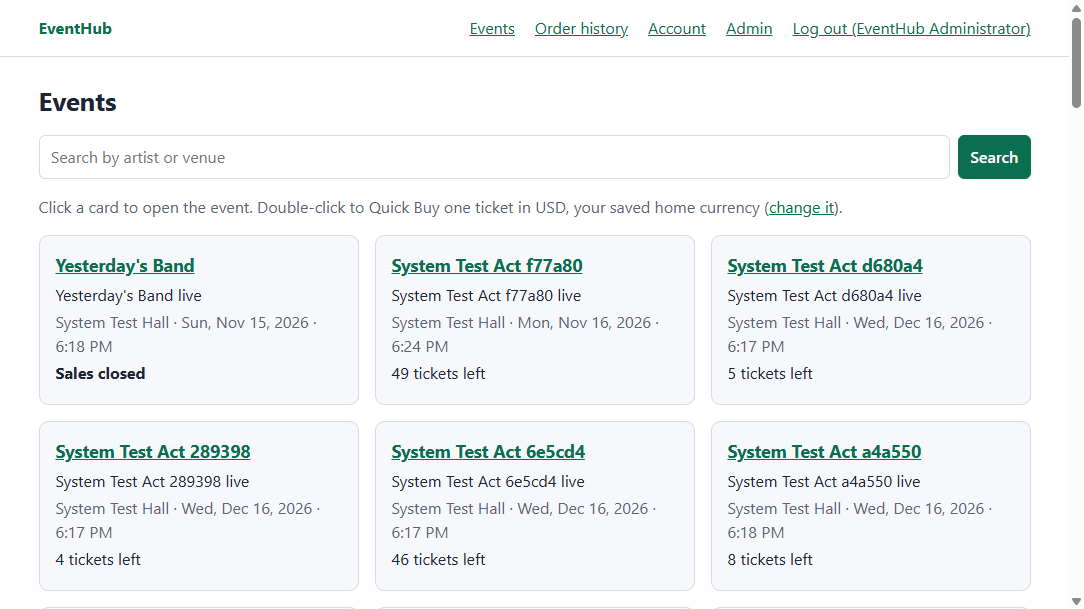 EventHub
Events Order history Account Admin Log out (EventHub Administrator)
Events
Search by artist or venue
Search
Click a card to open the event. Double-click to Quick Buy one ticket in USD, your saved home currency (change it).
Yesterday's Band
Yesterday's Band live
System Test Hall · Sun, Nov 15, 2026 ·
6:18 PM
Sales closed
System Test Act f77a80
System Test Act f77a80 live
System Test Hall · Mon, Nov 16, 2026 ·
6:24 PM
49 tickets left
System Test Act d680a4
System Test Act d680a4 live
System Test Hall · Wed, Dec 16, 2026 ·
6:17 PM
5 tickets left
System Test Act 289398
System Test Act 289398 live
System Test Hall · Wed, Dec 16, 2026 ·
6:17 PM
4 tickets left
System Test Act 6e5cd4
System Test Act 6e5cd4 live
System Test Hall · Wed, Dec 16, 2026 ·
6:17 PM
46 tickets left
System Test Act a4a550
System Test Act a4a550 live
System Test Hall · Wed, Dec 16, 2026 ·
6:18 PM
8 tickets left